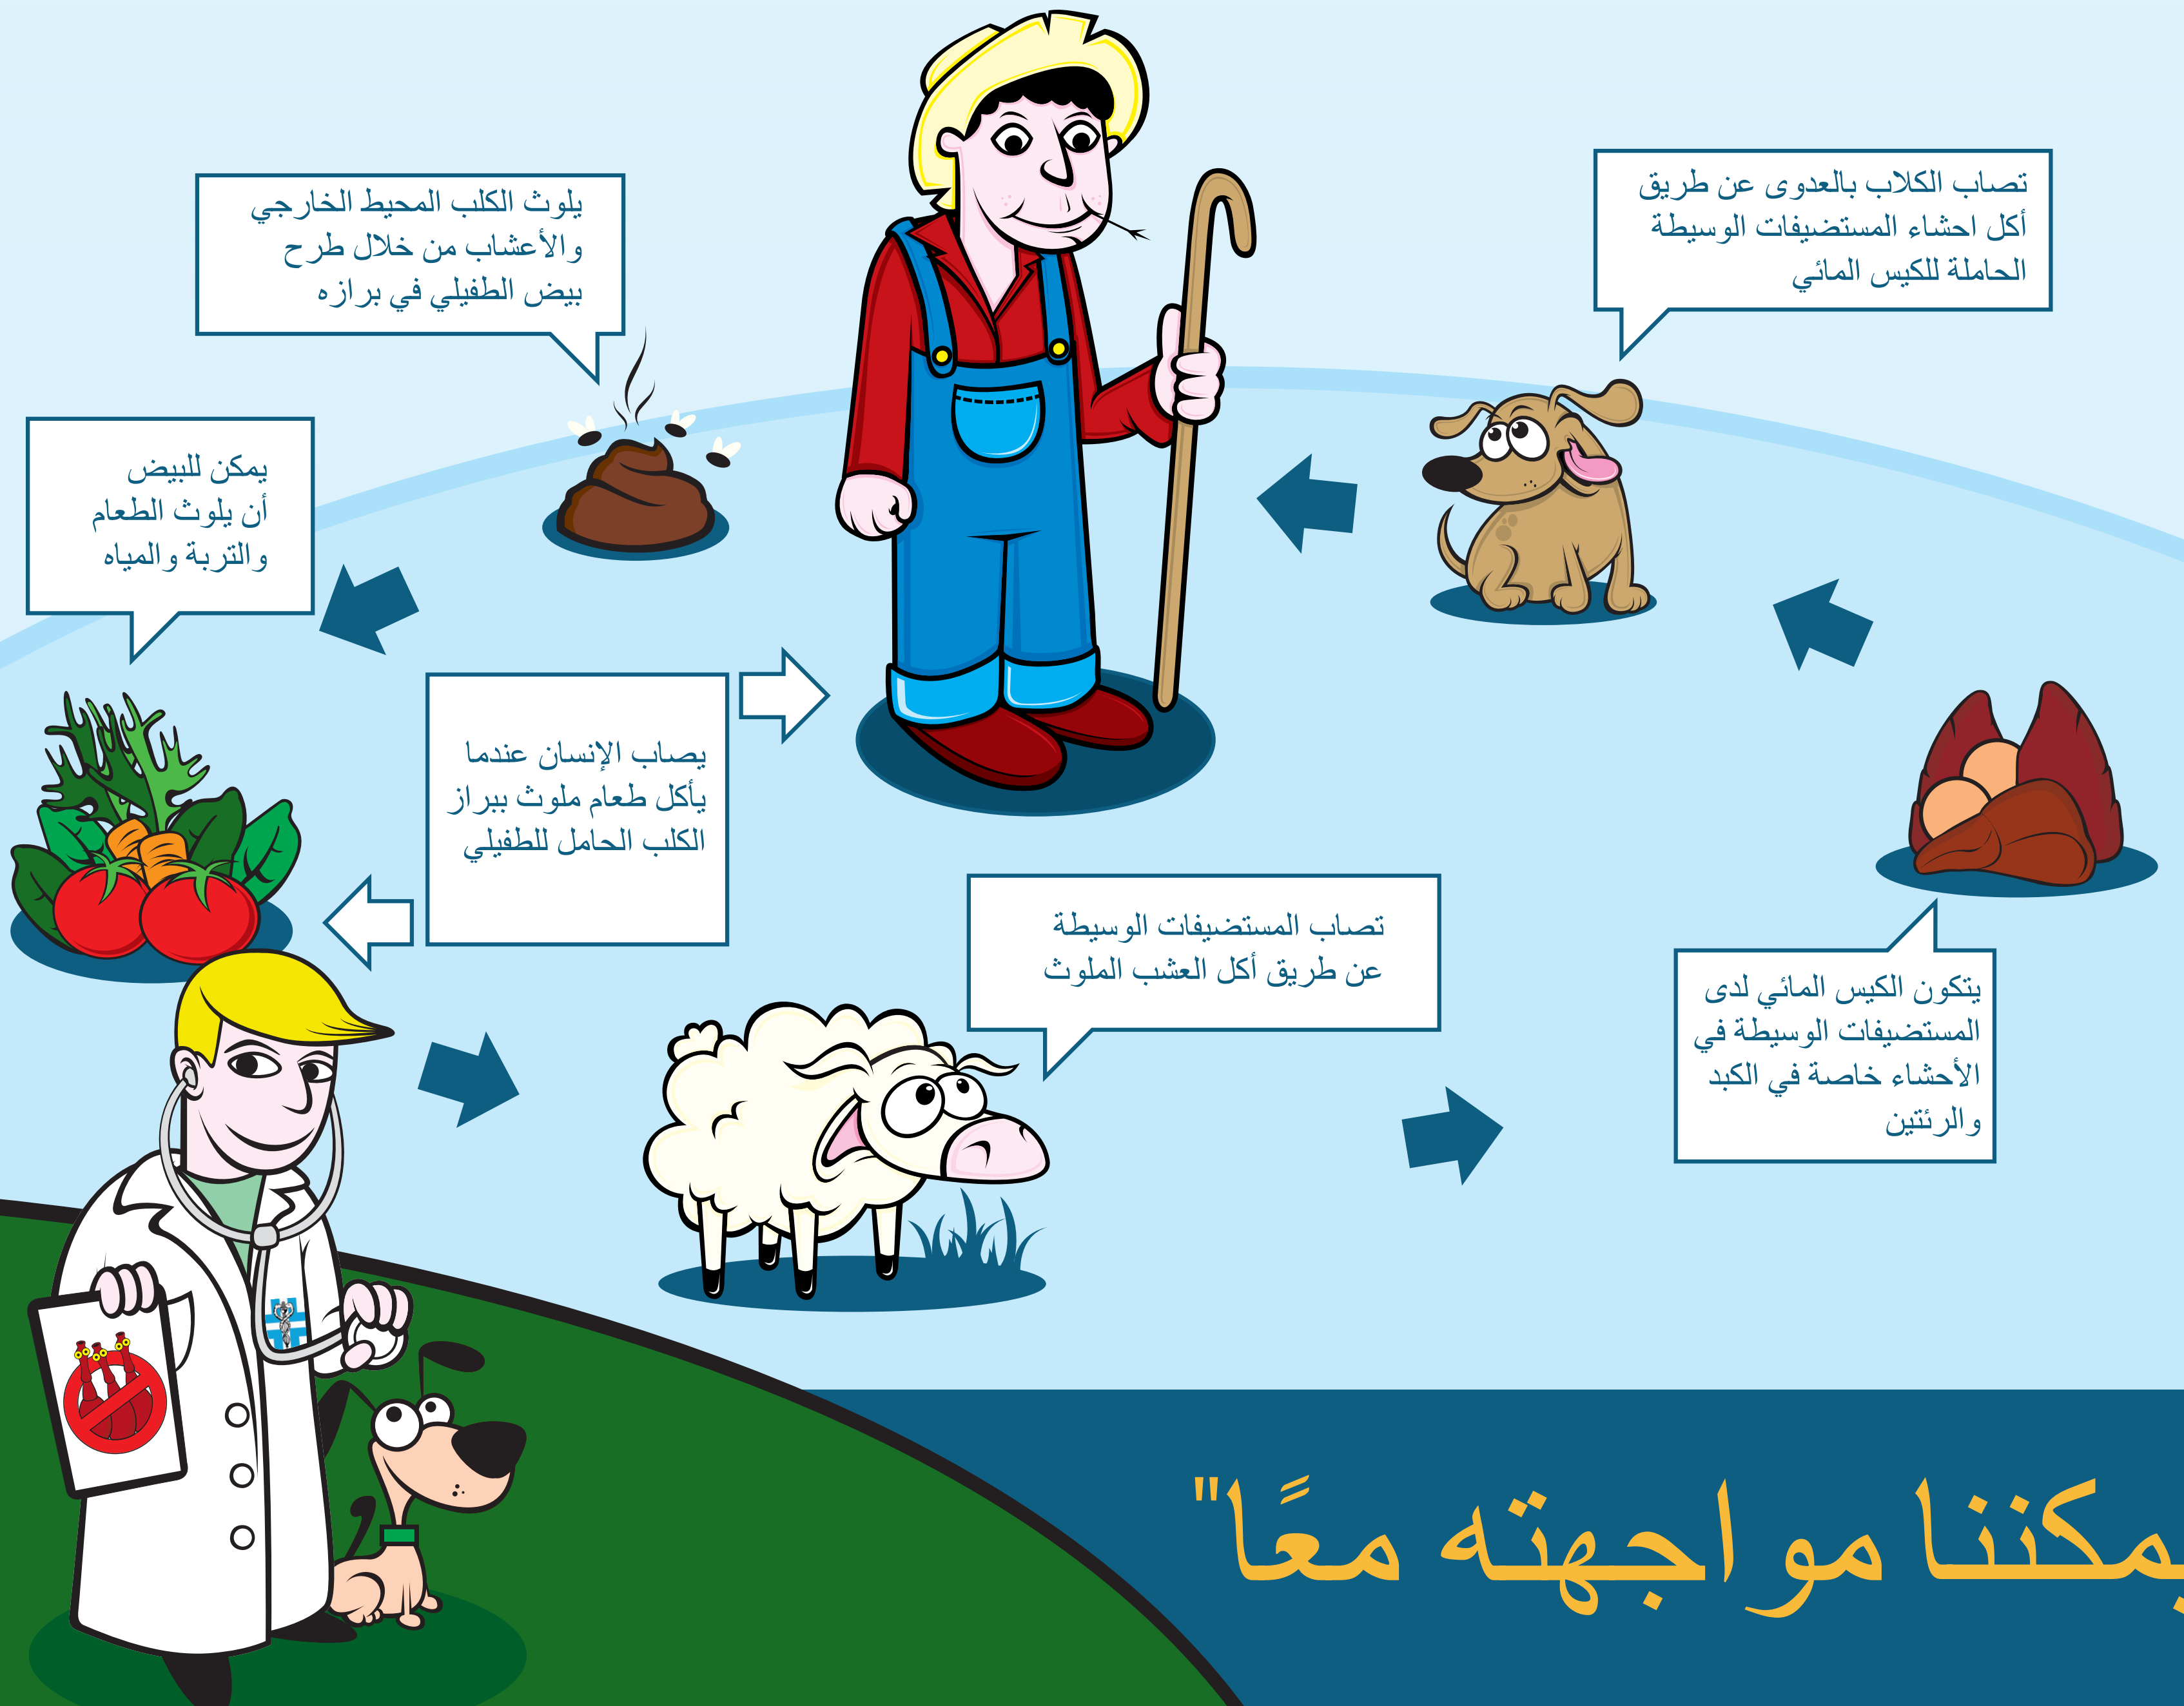 تصاب الكلاب بالعدوى عن طريق
أكل احشاء المستضيفات الوسيطة
الحاملة للكيس المائي
يلوث الكلب المحيط الخارجي
والأعشاب من خلال طرح
بيض الطفيلي في برازه
يمكن للبيض
أن يلوث الطعام
والتربة والمياه
يصاب الإنسان عندما
يأكل طعام ملوث ببراز
الكلب الحامل للطفيلي
تصاب المستضيفات الوسيطة
عن طريق أكل العشب الملوث
يتكون الكيس المائي لدى
المستضيفات الوسيطة في
الأحشاء خاصة في الكبد
والرئتين
يمكننا مواجهته معًا"